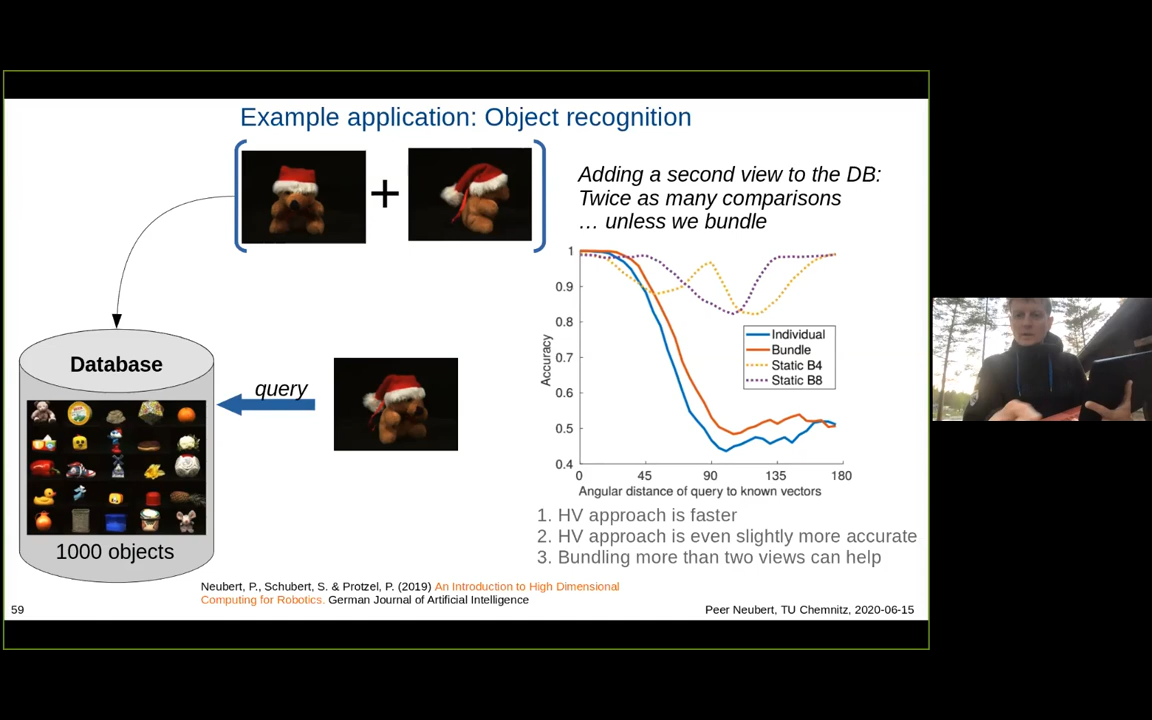 Example application: Object recognition
+
Adding a second view to the DB:
Twice as many comparisons
… unless we bundle
Database
query
1000 objects
1
0.9
0.8
0.7
0.6
0.5
0.4
Accuracy
Individual
Bundle
Static B4
Static B8
0 45 90 135 180
Angular distance of query to known vectors
1. HV approach is faster
2. HV approach is even slightly more accurate
3. Bundling more than two views can help
Neubert, P., Schubert, S. & Protzel, P. (2019) An Introduction to High Dimensional
Computing for Robotics. German Journal of Artificial Intelligence
59
Peer Neubert, TU Chemnitz, 2020-06-15